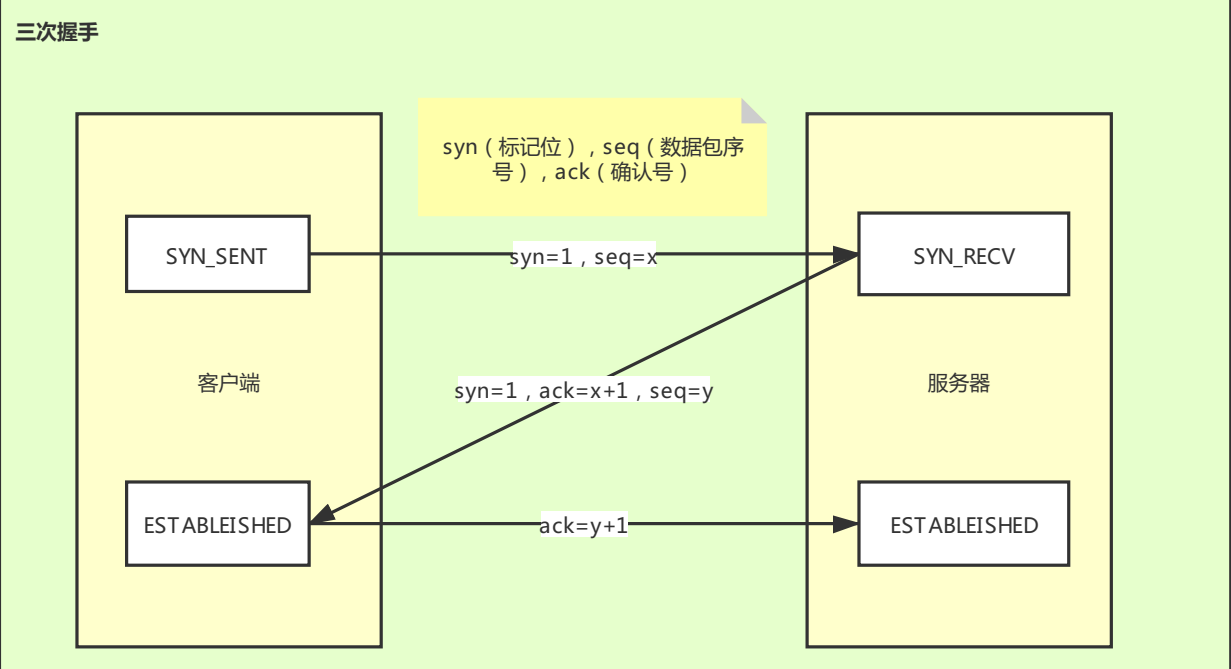 三次握手
syn（标记位），seq（数据包序
号），ack（确认号）
SYN_SENT
syn=1，seq=x
SYN_RECV
客户端
syn=1，ack=x+1，seq=y
服务器
ESTABLEISHED
ack=y+1
ESTABLEISHED